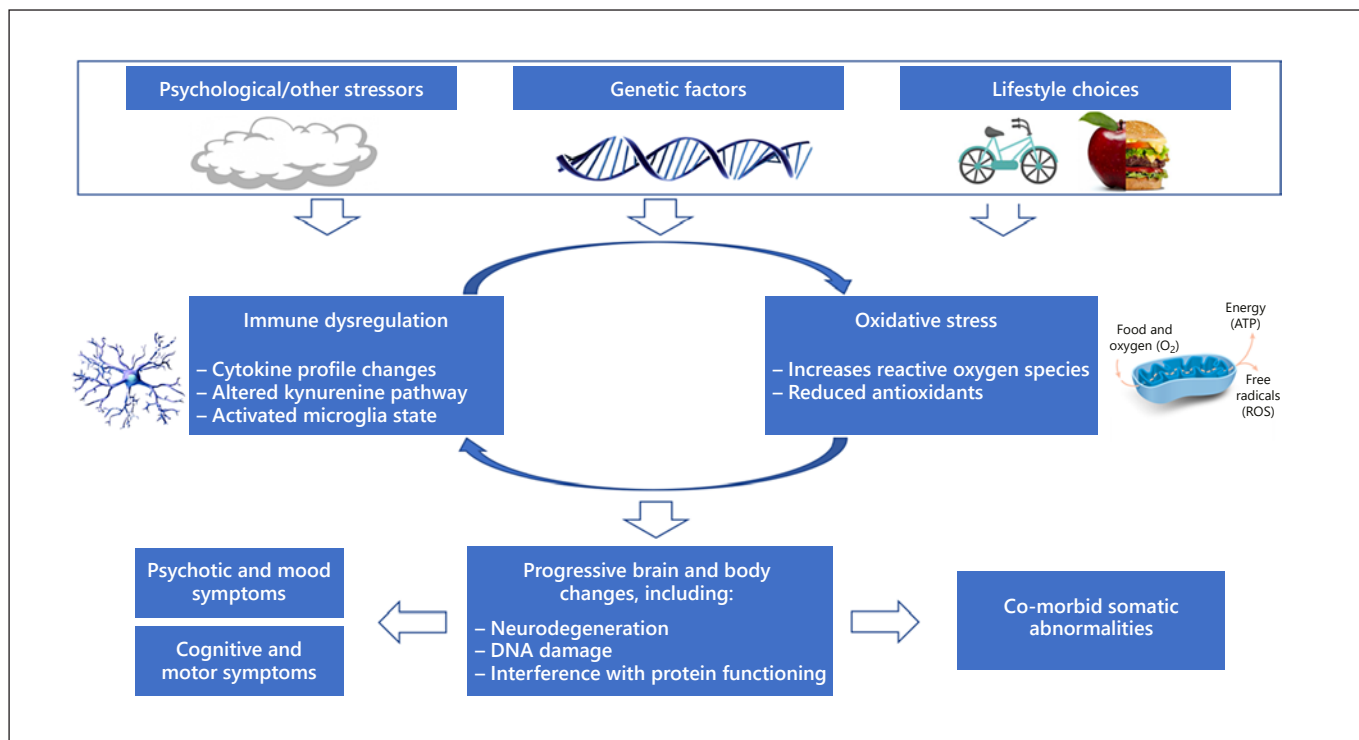 Psychological/other stressors
Genetic factors
Lifestyle choices
Immune dysregulation
– Cytokine profile changes
– Altered kynurenine pathway
– Activated microglia state
Oxidative stress
– Increases reactive oxygen species
– Reduced antioxidants
Food and
oxygen (O₂)
Energy
(ATP)
Free
radicals
(ROS)
Psychotic and mood
symptoms
Cognitive and
motor symptoms
Progressive brain and body
changes, including:
– Neurodegeneration
– DNA damage
– Interference with protein functioning
Co-morbid somatic
abnormalities